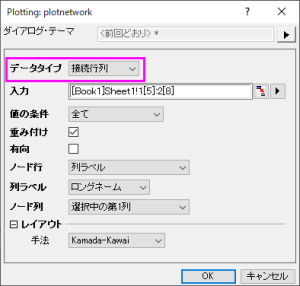 Plotting: plotnetwork
ダイアログ・テーマ <前回どおり> *
データタイプ 接続行列
入力 [Book1]Sheet1!1[5]:2[8]
値の条件 全て
重み付け
有向
ノード行 列ラベル
列ラベル ロングネーム
ノード列 選択中の第1列
レイアウト
手法 Kamada-Kawai
OK キャンセル